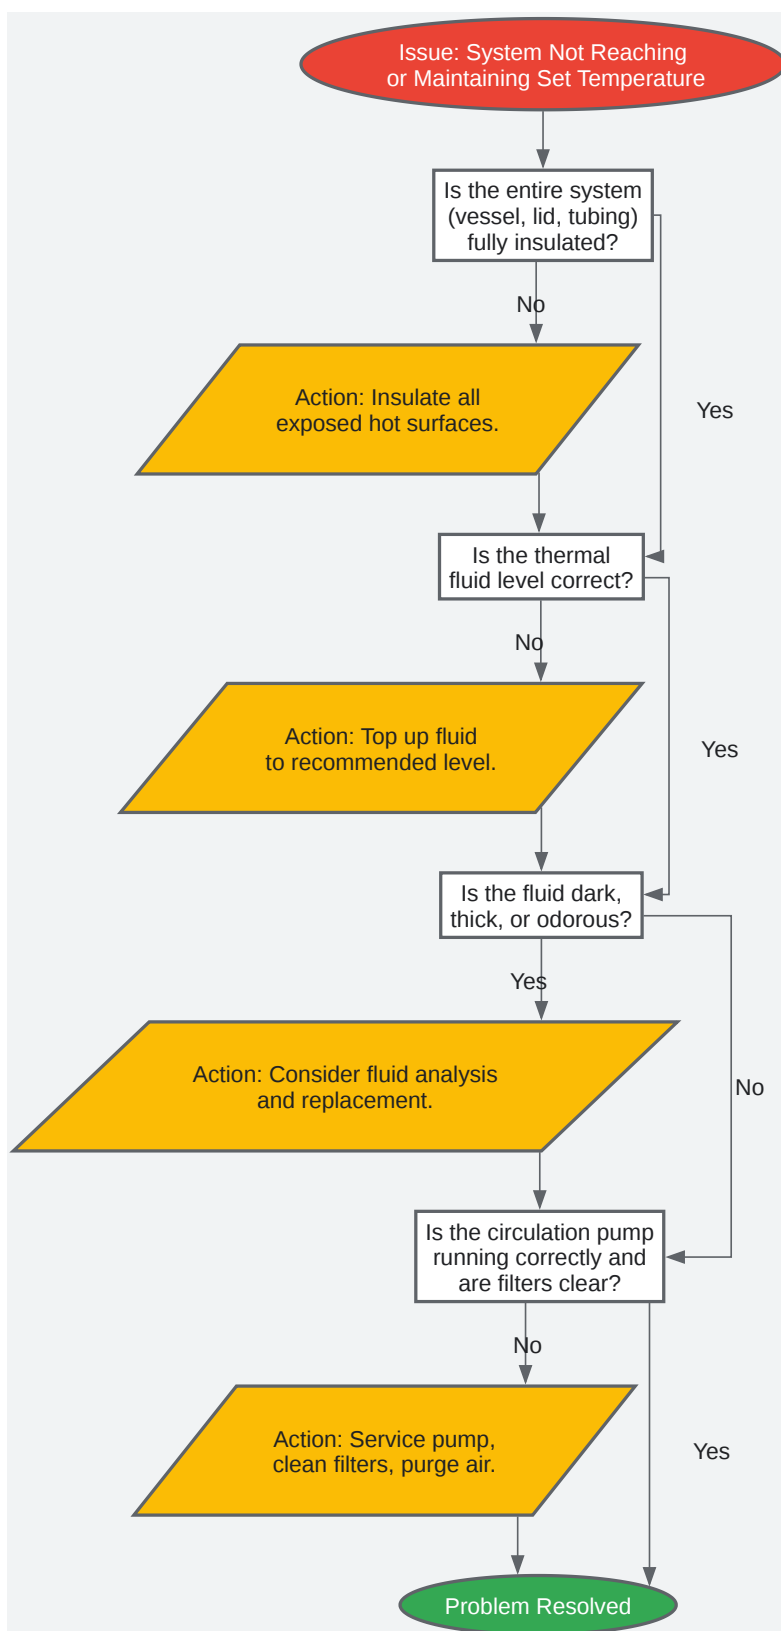 Issue: System Not Reaching
or Maintaining Set Temperature
Is the entire system
(vessel, lid, tubing)
fully insulated?
No
Action: Insulate all
exposed hot surfaces.
Yes
Is the thermal
fluid level correct?
No
Action: Top up fluid
to recommended level.
Yes
Is the fluid dark,
thick, or odorous?
Yes
Action: Consider fluid analysis
and replacement.
No
Is the circulation pump
running correctly and
are filters clear?
No
Action: Service pump,
clean filters, purge air.
Yes
Problem Resolved